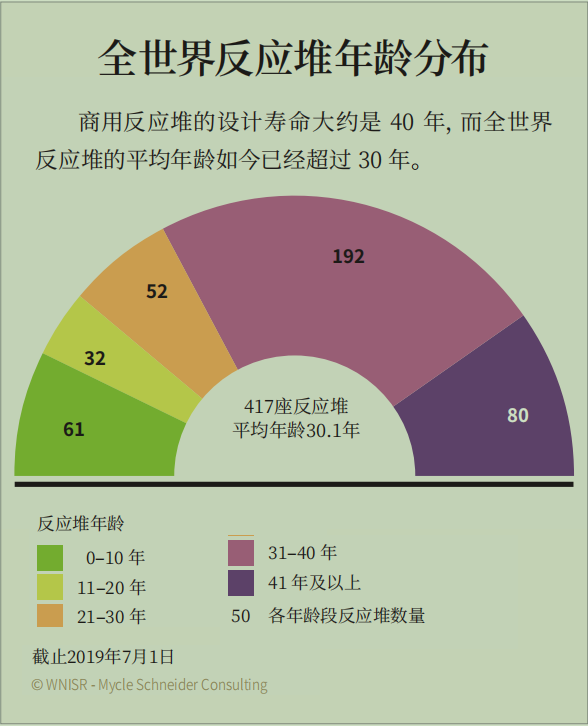 全世界反应堆年龄分布
商用反应堆的设计寿命大约是 40 年, 而全世界
反应堆的平均年龄如今已经超过 30 年。
192
52
32
61
80
417座反应堆
平均年龄30.1年
反应堆年龄
0–10 年
11–20 年
21–30 年
31–40 年
41 年及以上
50 各年龄段反应堆数量
截止2019年7月1日
© WNISR - Mycle Schneider Consulting